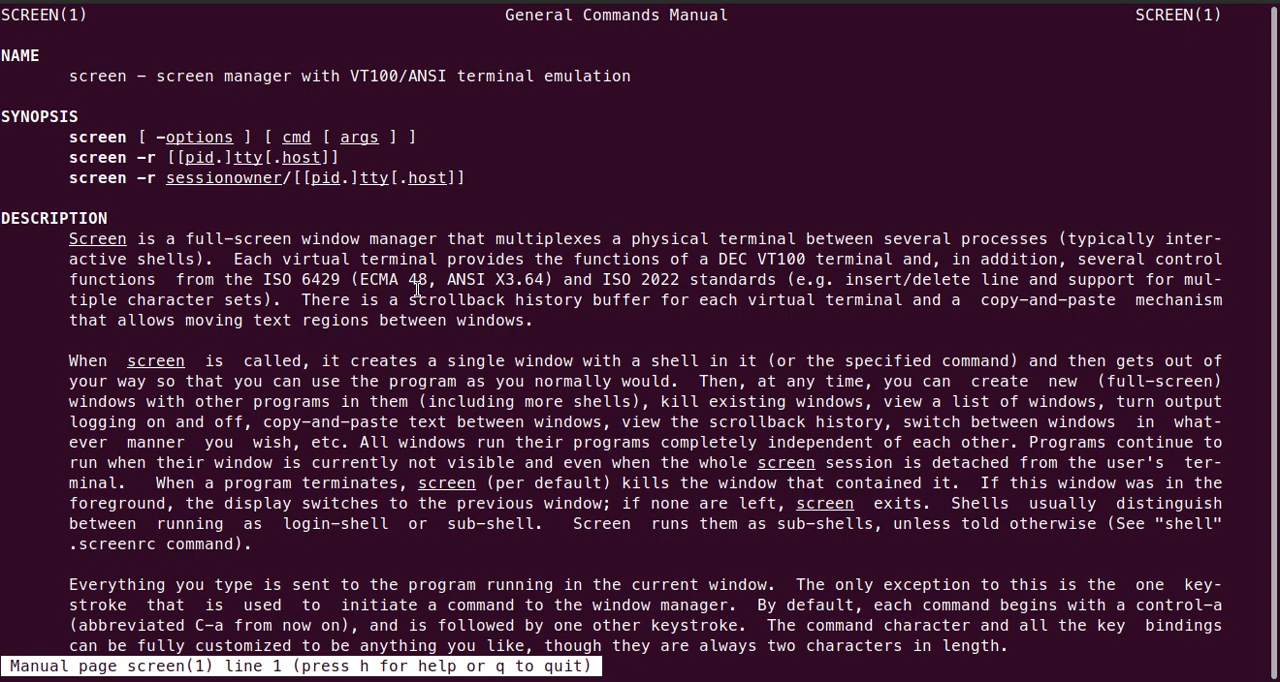 SCREEN(1) General Commands Manual SCREEN(1)
NAME
screen - screen manager with VT100/ANSI terminal emulation
SYNOPSIS
screen [ -options ] [ cmd [ args ] ]
screen -r [[pid.]tty[.host]]
screen -r sessionowner/[[pid.]tty[.host]]
DESCRIPTION
Screen is a full-screen window manager that multiplexes a physical terminal between several processes (typically inter-
active shells).  Each virtual terminal provides the functions of a DEC VT100 terminal and, in addition, several control
functions  from the ISO 6429 (ECMA 48, ANSI X3.64) and ISO 2022 standards (e.g. insert/delete line and support for mul-
tiple character sets).  There is a scrollback history buffer for each virtual terminal and a  copy-and-paste  mechanism
that allows moving text regions between windows.
When  screen  is  called, it creates a single window with a shell in it (or the specified command) and then gets out of
your way so that you can use the program as you normally would.  Then, at any time, you can  create  new  (full-screen)
windows with other programs in them (including more shells), kill existing windows, view a list of windows, turn output
logging on and off, copy-and-paste text between windows, view the scrollback history, switch between windows  in  what-
ever  manner  you  wish, etc. All windows run their programs completely independent of each other. Programs continue to
run when their window is currently not visible and even when the whole screen session is detached from the user's  ter-
minal.   When a program terminates, screen (per default) kills the window that contained it.  If this window was in the
foreground, the display switches to the previous window; if none are left, screen  exits.  Shells  usually  distinguish
between  running  as  login-shell  or  sub-shell.   Screen  runs them as sub-shells, unless told otherwise (See "shell"
.screenrc command).
Everything you type is sent to the program running in the current window.  The only exception to this is the  one  key-
stroke  that  is  used  to  initiate a command to the window manager.  By default, each command begins with a control-a
(abbreviated C-a from now on), and is followed by one other keystroke.  The command character and all the key  bindings
can be fully customized to be anything you like, though they are always two characters in length.
Manual page screen(1) line 1 (press h for help or q to quit)